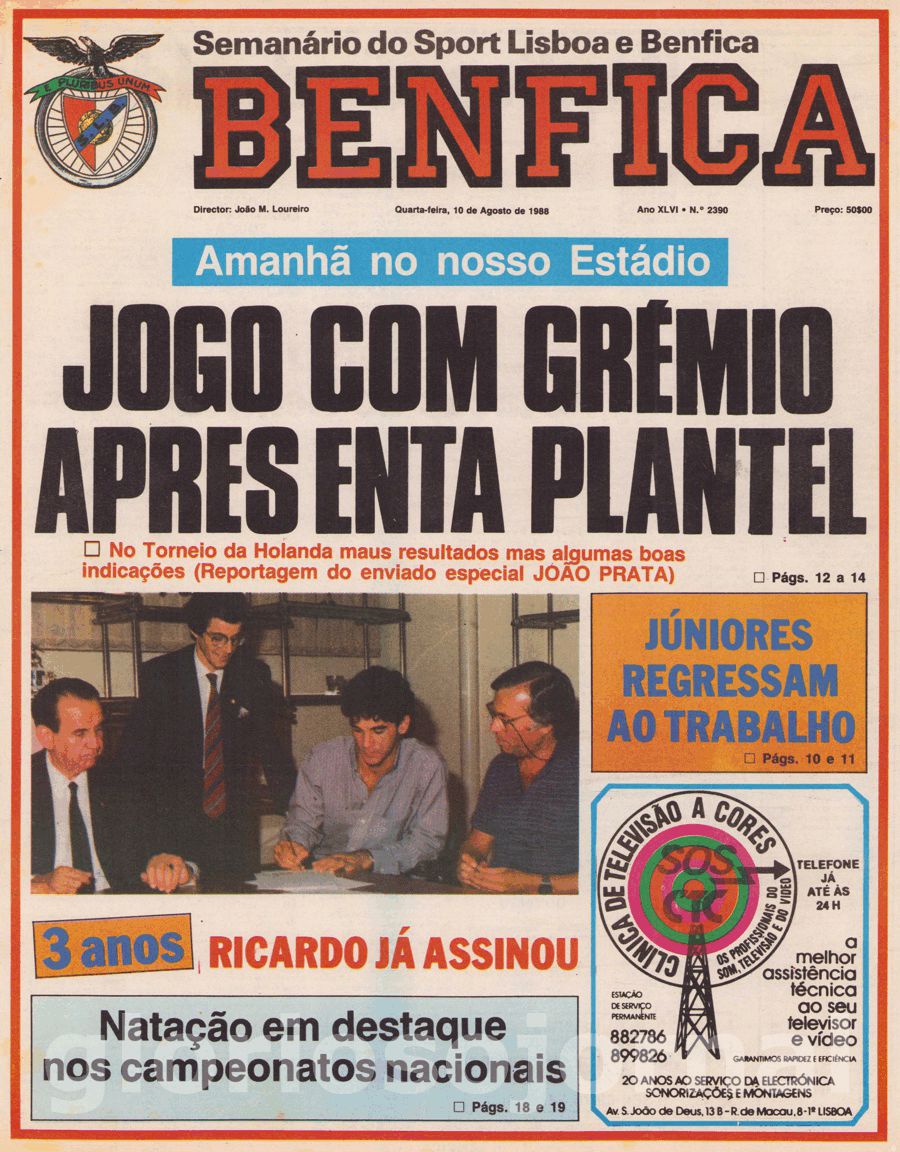 Semanário do Sport Lisboa e Benfica
E PLURIBUS UNUM
BENFICA
Director: João M. Loureiro Quarta-feira, 10 de Agosto de 1988 Ano XLVI • N.º 2390 Preço: 50$00
Amanhã no nosso Estádio
JOGO COM GRÉMIO
APRESENTA PLANTEL
□ No Torneio da Holanda maus resultados mas algumas boas
indicações (Reportagem do enviado especial JOÃO PRATA)
□ Págs. 12 a 14
JÚNIORES
REGRESSAM
AO TRABALHO
□ Págs. 10 e 11
3 anos RICARDO JÁ ASSINOU
Natação em destaque
nos campeonatos nacionais
□ Págs. 18 e 19
CLINICA DE TELEVISÃO A CORES
SOS
CTC
OS PROFISSIONAIS DO
SOM, TELEVISÃO E DO VIDEO
TELEFONE
JÁ
ATÉ ÀS
24 H
a
melhor
assistência
técnica
ao seu
televisor
e vídeo
ESTAÇÃO
DE SERVIÇO
PERMANENTE
882786
899826
GARANTIMOS RAPIDEZ E EFICIÊNCIA
20 ANOS AO SERVIÇO DA ELECTRÓNICA
SONORIZAÇÕES E MONTAGENS
Av. S. João de Deus, 13 B - R. de Macau, 8-1º LISBOA
gloriosojornal